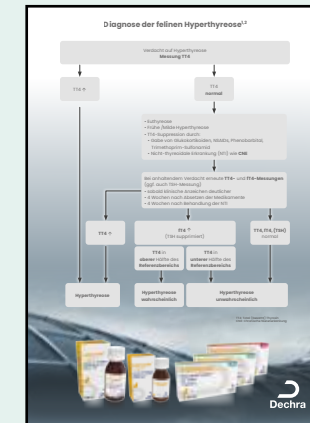 Diagnose der felinen Hyperthyreose1,2
Verdacht auf Hyperthyreose
Messung TT4
TT4 ↑
TT4
normal
- Euthyreose
- Frühe/Milde Hyperthyreose
- TT4-Suppression durch:
- Gabe von Glukokortikoiden, NSAIDs, Phenobarbital,
Trimethoprim-Sulfonamid
- Nicht-thyreoidale Erkrankung (NTI) wie CNE
Bei anhaltendem Verdacht erneute TT4- und fT4-Messungen
(ggf. auch TSH-Messung)
- sobald klinische Anzeichen deutlicher
- 4 Wochen nach Absetzen der Medikamente
- 4 Wochen nach Behandlung der NTI
TT4 ↑
fT4 ↑
(TSH supprimiert)
TT4, fT4, (TSH)
normal
TT4 in
oberer Hälfte des
Referenzbereichs
TT4 in
unterer Hälfte des
Referenzbereichs
Hyperthyreose
Hyperthyreose
wahrscheinlich
Hyperthyreose
unwahrscheinlich
Dechra